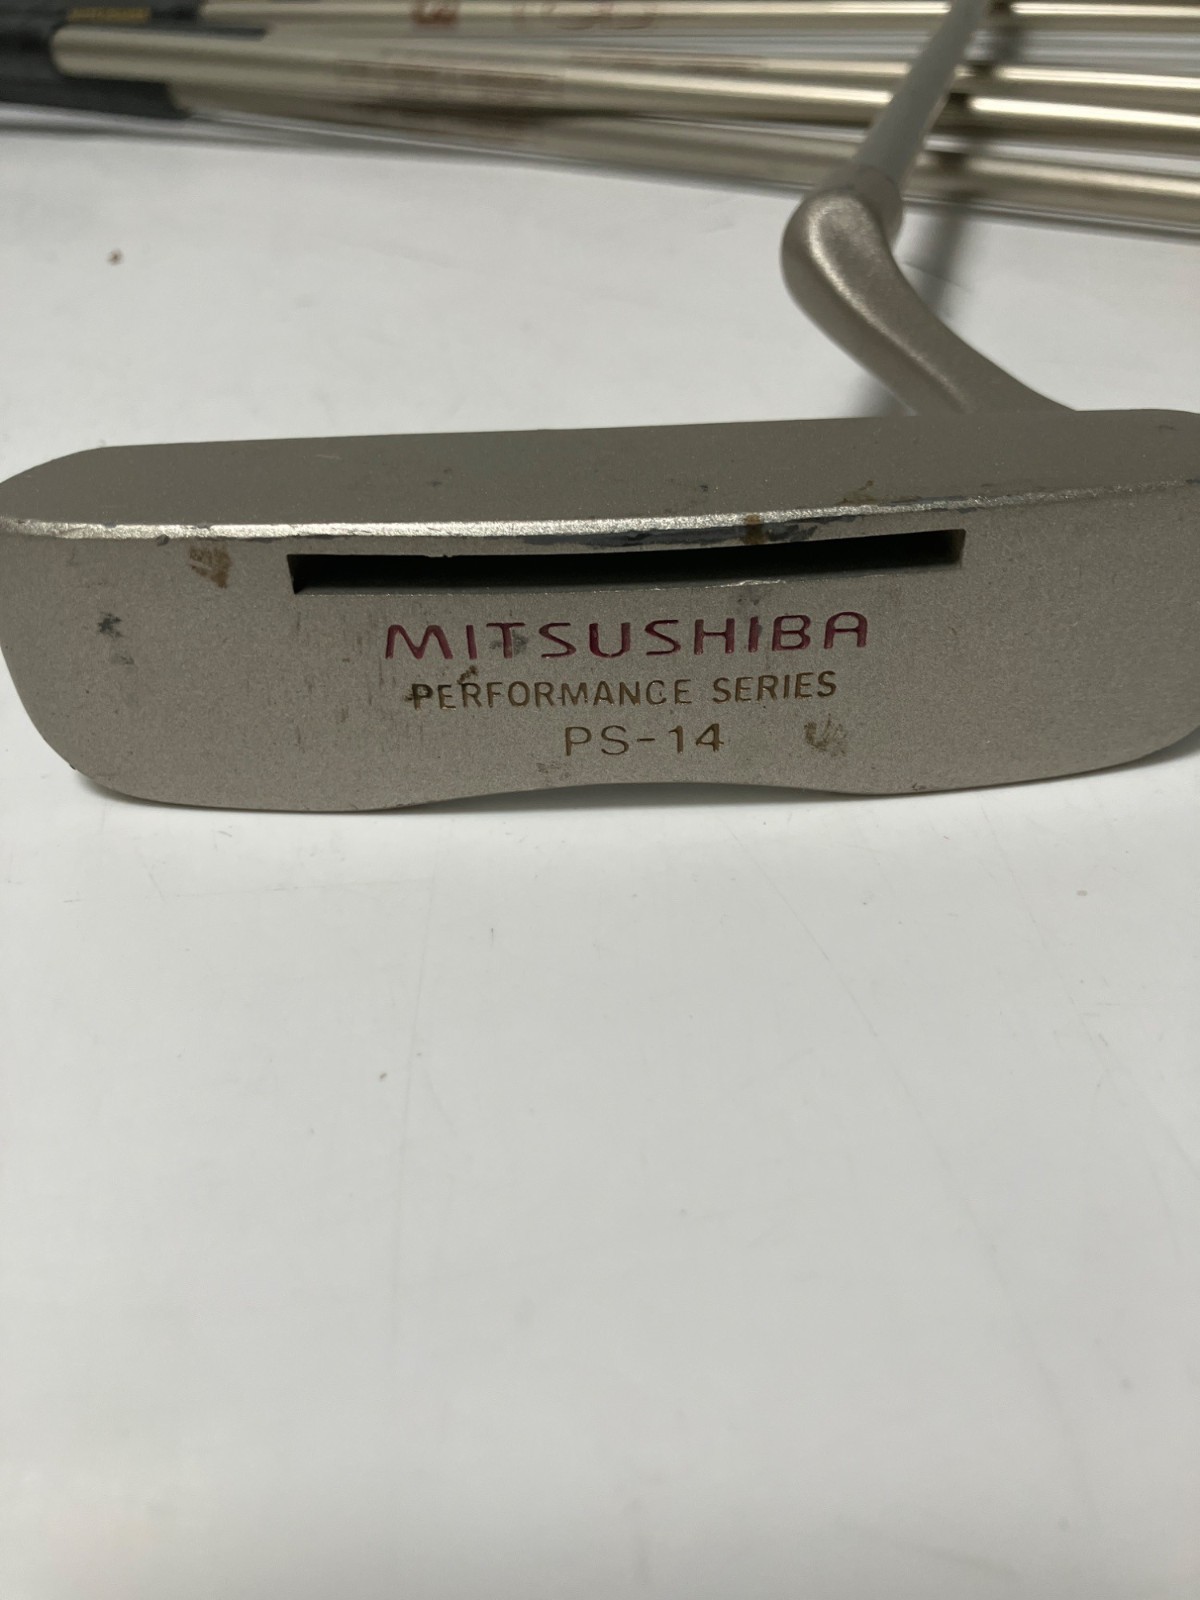 MITSUSHIBA
PERFORMANCE SERIES
PS-14